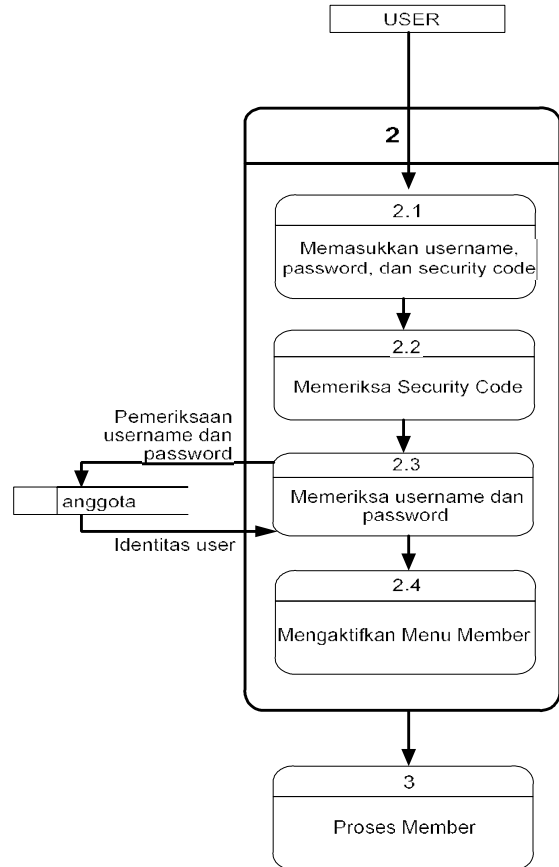 USER
2
2.1
Memasukkan username,
password, dan security code
2.2
Memeriksa Security Code
Pemeriksaan
username dan
password
2.3
Memeriksa username dan
password
anggota
Identitas user
2.4
Mengaktifkan Menu Member
3
Proses Member